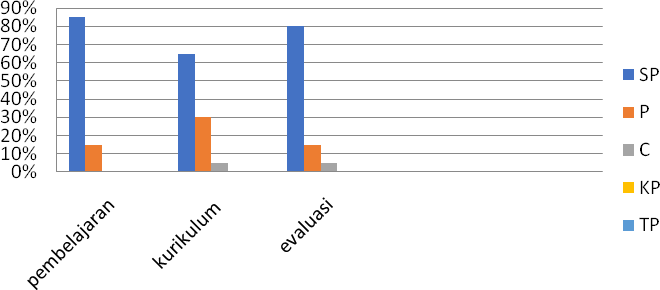 90%
80%
70%
60%
50%
40%
30%
20%
10%
0%
pembelajaran
kurikulum
evaluasi
SP
P
C
KP
TP